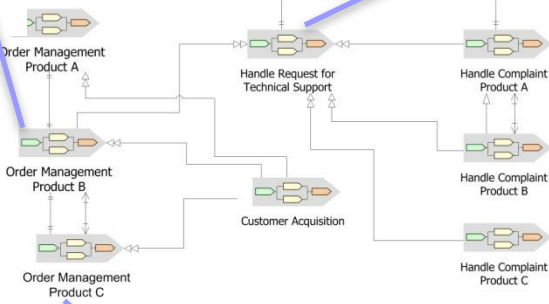 Order Management
Product A
Handle Request for
Technical Support
Handle Complaint
Product A
Order Management
Product B
Handle Complaint
Product B
Customer Acquisition
Order Management
Product C
Handle Complaint
Product C